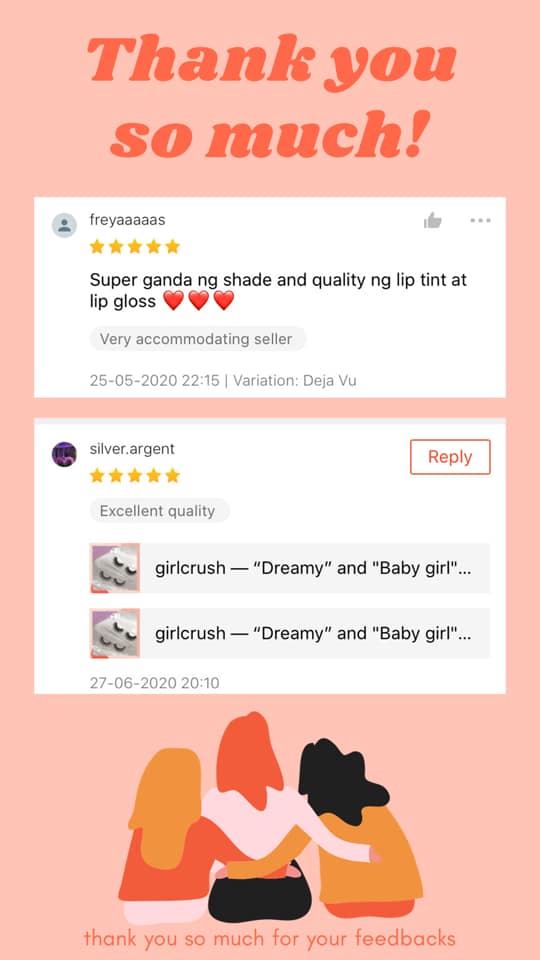 Thank you
so much!
freyaaaaas
Super ganda ng shade and quality ng lip tint at
lip gloss ❤️❤️❤️
Very accommodating seller
25-05-2020 22:15 | Variation: Deja Vu
silver.argent
Reply
Excellent quality
girlcrush — “Dreamy” and "Baby girl"...
girlcrush — “Dreamy” and "Baby girl"...
27-06-2020 20:10
thank you so much for your feedbacks